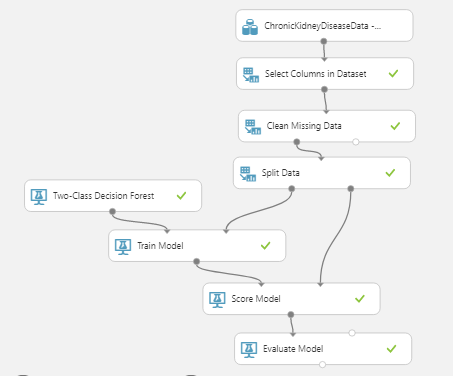 ChronicKidneyDiseaseData -...
Select Columns in Dataset
Clean Missing Data
Split Data
Two-Class Decision Forest
Train Model
Score Model
Evaluate Model